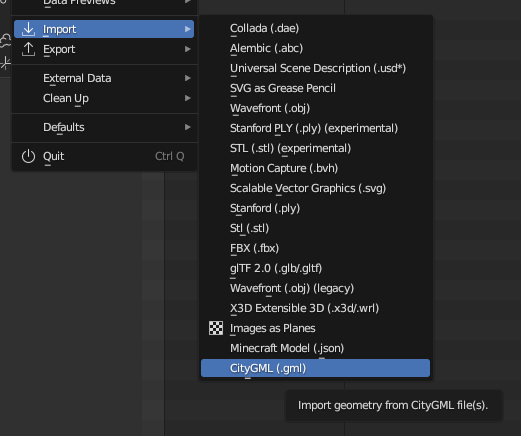 Data Previews
Import
Export
External Data
Clean Up
Defaults
Quit Ctrl Q
Collada (.dae)
Alembic (.abc)
Universal Scene Description (.usd*)
SVG as Grease Pencil
Wavefront (.obj)
Stanford PLY (.ply) (experimental)
STL (.stl) (experimental)
Motion Capture (.bvh)
Scalable Vector Graphics (.svg)
Stanford (.ply)
Stl (.stl)
FBX (.fbx)
glTF 2.0 (.glb/.gltf)
Wavefront (.obj) (legacy)
X3D Extensible 3D (.x3d/.wrl)
Images as Planes
Minecraft Model (.json)
CityGML (.gml)
Import geometry from CityGML file(s).